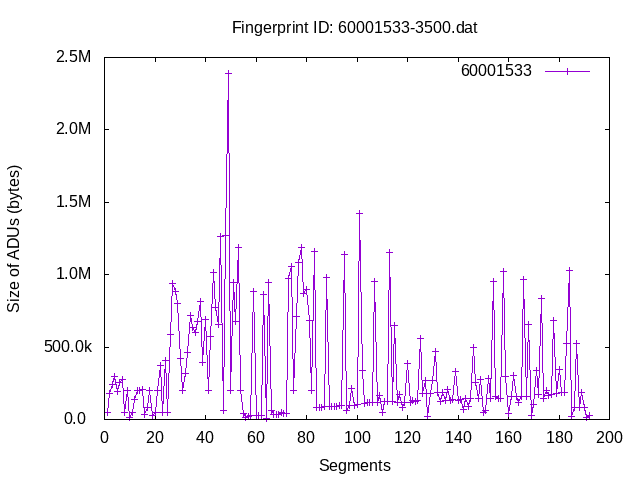 Fingerprint ID: 60001533-3500.dat
60001533
2.5M
2.0M
1.5M
1.0M
500.0k
0.0
Size of ADUs (bytes)
0 20 40 60 80 100 120 140 160 180 200
Segments